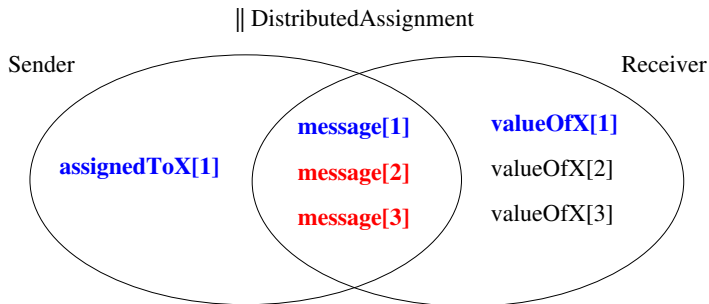 || DistributedAssignment
Sender
Receiver
message[1]
valueOfX[1]
assignedToX[1]
message[2]
valueOfX[2]
message[3]
valueOfX[3]